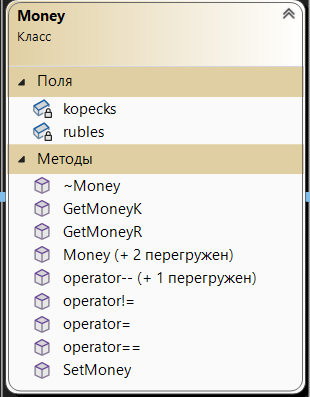 Money
Класс
Поля
kopecks
rubles
Методы
~Money
GetMoneyK
GetMoneyR
Money (+ 2 перегружен)
operator-- (+ 1 перегружен)
operator!=
operator=
operator==
SetMoney